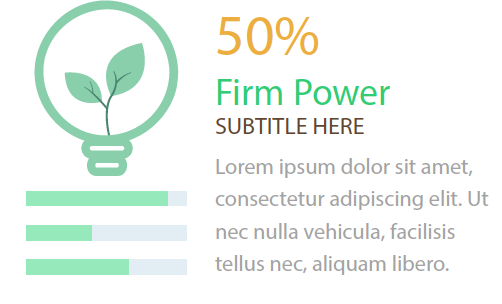 50%
Firm Power
SUBTITLE HERE
Lorem ipsum dolor sit amet,
consectetur adipiscing elit. Ut
nec nulla vehicula, facilisis
tellus nec, aliquam libero.